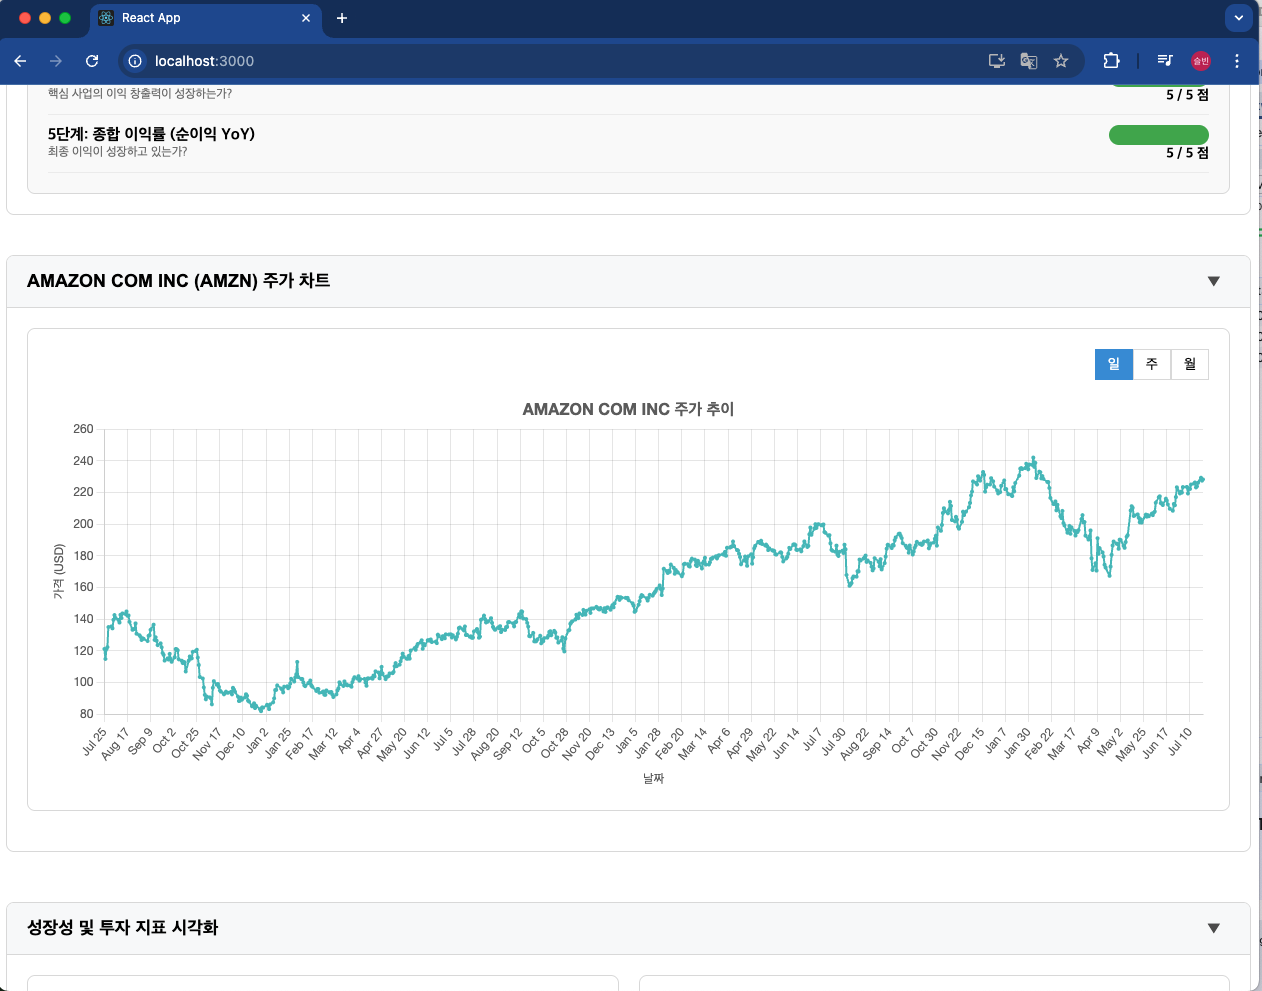 React App
localhost:3000
슬빈
핵심 사업의 이익 창출력이 성장하는가?
5 / 5 점
5단계: 종합 이익률 (순이익 YoY)
최종 이익이 성장하고 있는가?
5 / 5 점
AMAZON COM INC (AMZN) 주가 차트
▼
일 주 월
AMAZON COM INC 주가 추이
260
240
220
200
180
160
140
120
100
80
가격 (USD)
Jul 25 Aug 17 Sep 9 Oct 2 Oct 25 Nov 17 Dec 10 Jan 2 Jan 25 Feb 17 Mar 12 Apr 4 Apr 27 May 20 Jun 12 Jul 5 Jul 28 Aug 20 Sep 12 Oct 5 Oct 28 Nov 20 Dec 13 Jan 5 Jan 28 Feb 20 Mar 14 Apr 6 Apr 29 May 22 Jun 14 Jul 7 Jul 30 Aug 22 Sep 14 Oct 7 Oct 30 Nov 22 Dec 15 Jan 7 Jan 30 Feb 22 Mar 17 Apr 9 May 2 May 25 Jun 17 Jul 10
날짜
성장성 및 투자 지표 시각화
▼